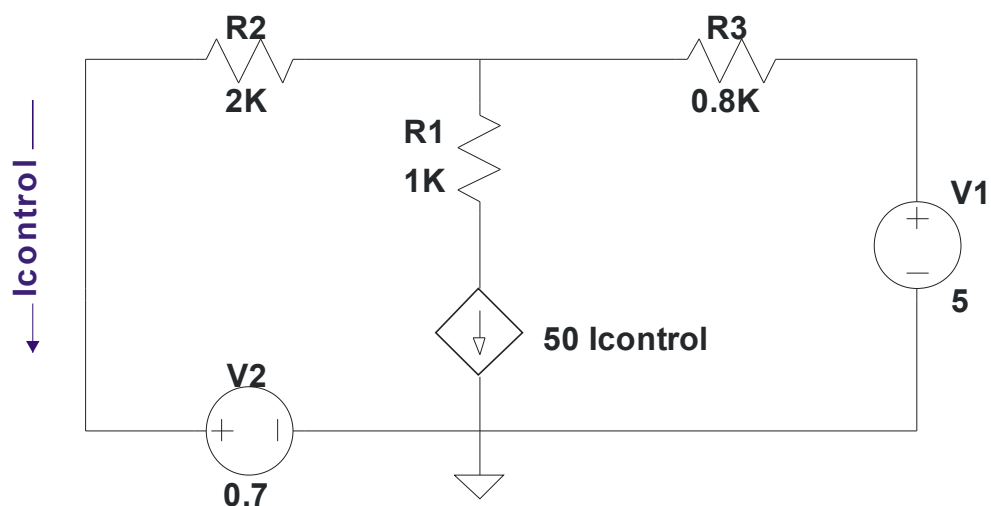 R2
2K
R3
0.8K
R1
1K
Icontrol
V1
+
−
5
50 Icontrol
V2
+
−
0.7